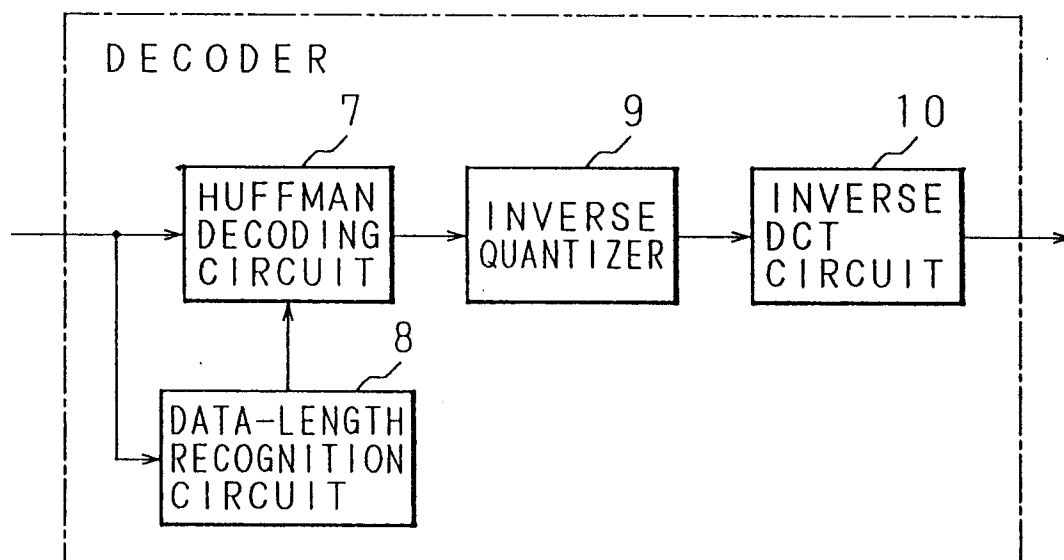 DECODER
7
HUFFMAN
DECODING
CIRCUIT
9
INVERSE
QUANTIZER
10
INVERSE
DCT
CIRCUIT
8
DATA-LENGTH
RECOGNITION
CIRCUIT